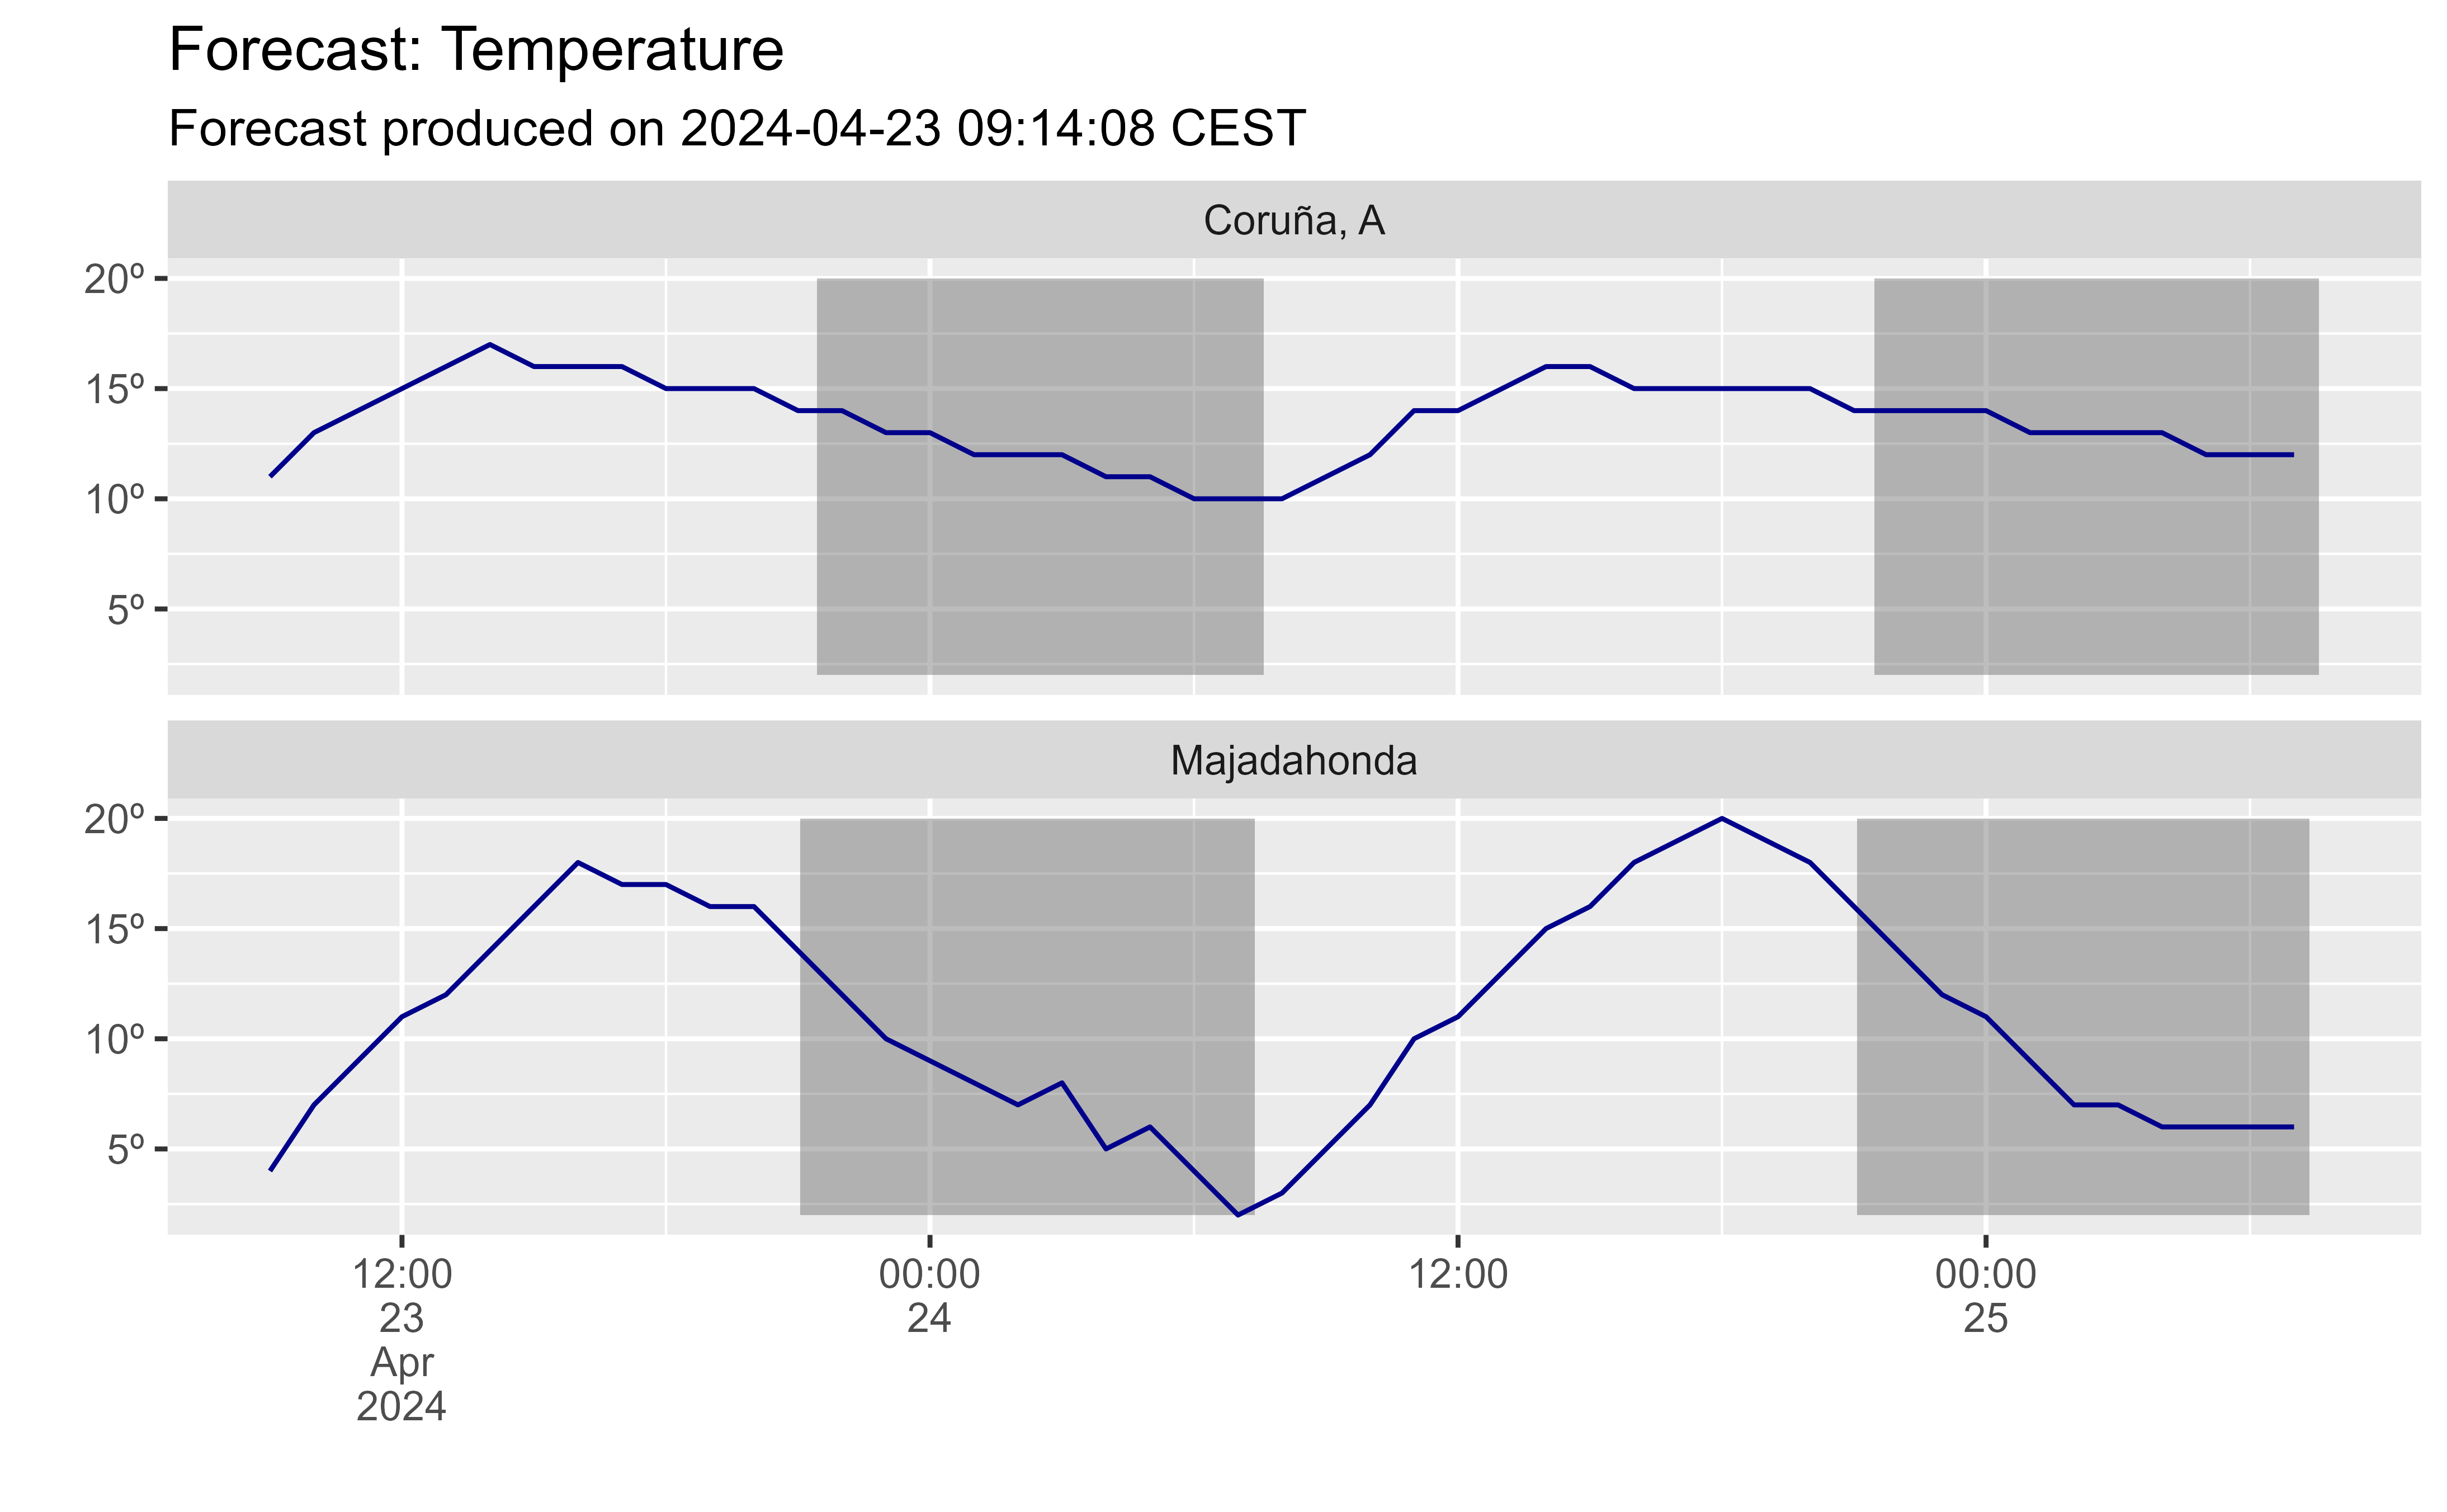 Forecast: Temperature
Forecast produced on 2024-04-23 09:14:08 CEST
Coruña, A
20º
15º
10º
5º
Majadahonda
20º
15º
10º
5º
12:00 00:00 12:00 00:00
23 24 25
Apr
2024